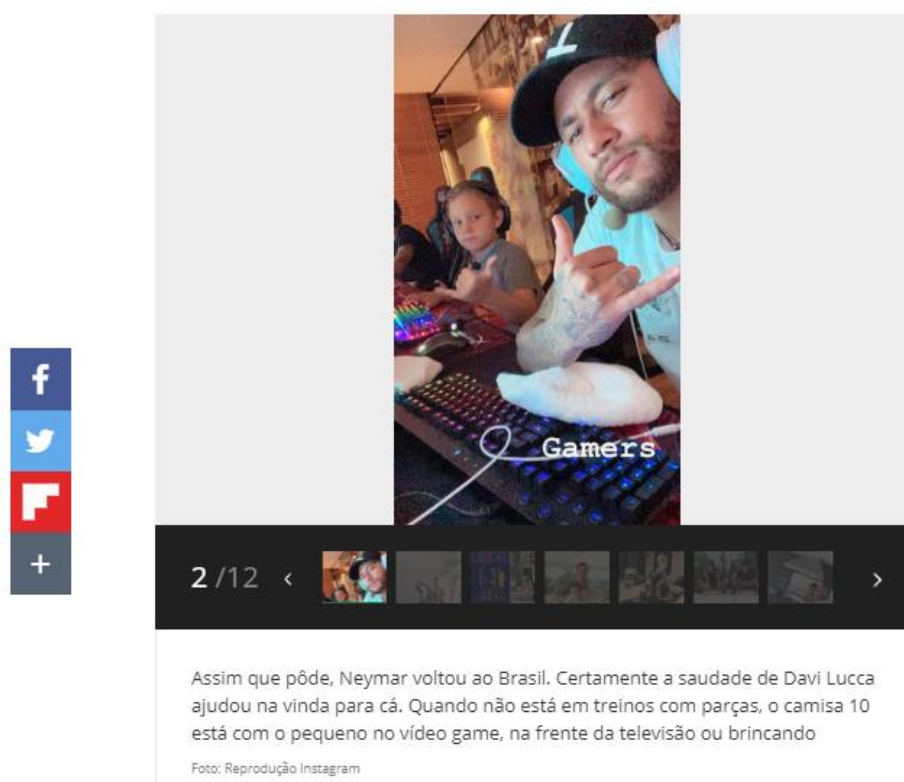 Gamers
f
+
2 /12 ‹ ›
Assim que pôde, Neymar voltou ao Brasil. Certamente a saudade de Davi Lucca
ajudou na vinda para cá. Quando não está em treinos com parças, o camisa 10
está com o pequeno no vídeo game, na frente da televisão ou brincando
Foto: Reprodução Instagram